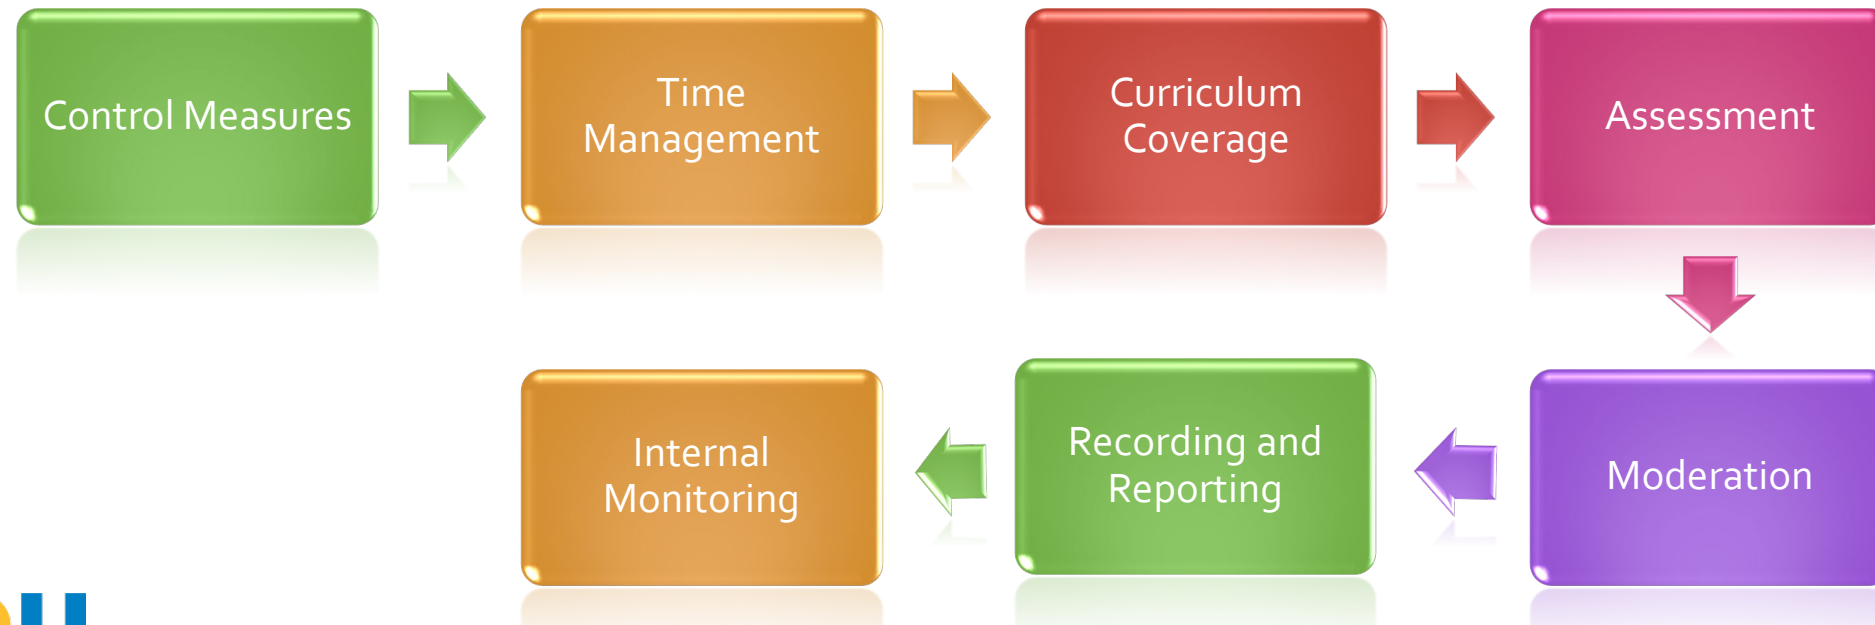 Control Measures
Time
Management
Curriculum
Coverage
Assessment
Moderation
Recording and
Reporting
Internal
Monitoring